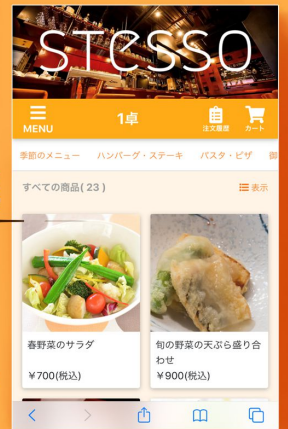 STESSO
MENU
1卓
注文履歴
カート
季節のメニュー ハンバーグ・ステーキ パスタ・ピザ 御
すべての商品( 23 )
表示
春野菜のサラダ
¥700(税込)
旬の野菜の天ぷら盛り合
わせ
¥900(税込)